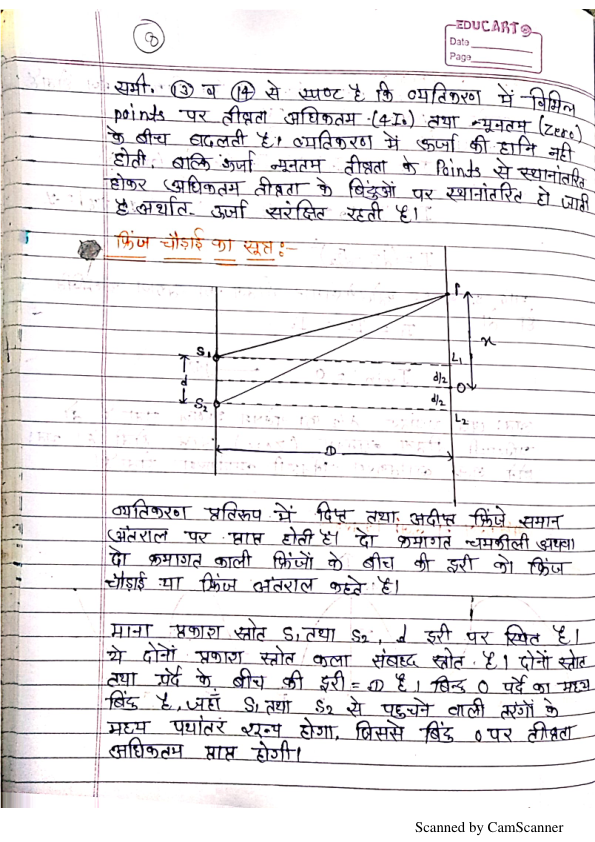 8
EDUCART
Date
Page
समी. (13) व (14) से स्पष्ट है कि व्यतिकरण में विभिन्न
points पर तीव्रता अधिकतम (4I₀) तथा न्यूनतम (Zero)
के बीच बदलती है। व्यतिकरण में ऊर्जा की हानि नही
होती, बल्कि ऊर्जा न्यूनतम तीव्रता के Points से स्थानांतरित
होकर अधिकतम तीव्रता के बिंदुओं पर स्थानांतरित हो जाती
है अर्थात- ऊर्जा संरक्षित रहती है।
फ्रिंज चौड़ाई का सूत्र :-
P
x
S₁
L₁
d/2
d
O
d/2
S₂
L₂
D
व्यतिकरण प्रतिरूप में दिप्त तथा अदीप्त फ्रिंजे समान
अंतराल पर प्राप्त होती है। दो क्रमागत चमकीली अथवा
दो क्रमागत काली फ्रिंजों के बीच की दूरी को फ्रिंज
चौड़ाई या फ्रिंज अंतराल कहते है।
माना प्रकाश स्त्रोत S₁ तथा S₂, d दूरी पर स्थित है।
ये दोनों प्रकाश स्त्रोत कला संबध्द स्त्रोत है। दोनों स्त्रोत
तथा पर्दे के बीच की दूरी = D है। बिन्दु O पर्दे का मध्य
बिंदु है, जहाँ S₁ तथा S₂ से पहुचने वाली तरंगों के
मध्य पथांतर शून्य होगा, जिससे बिंदु O पर तीव्रता
अधिकतम प्राप्त होगी।
Scanned by CamScanner